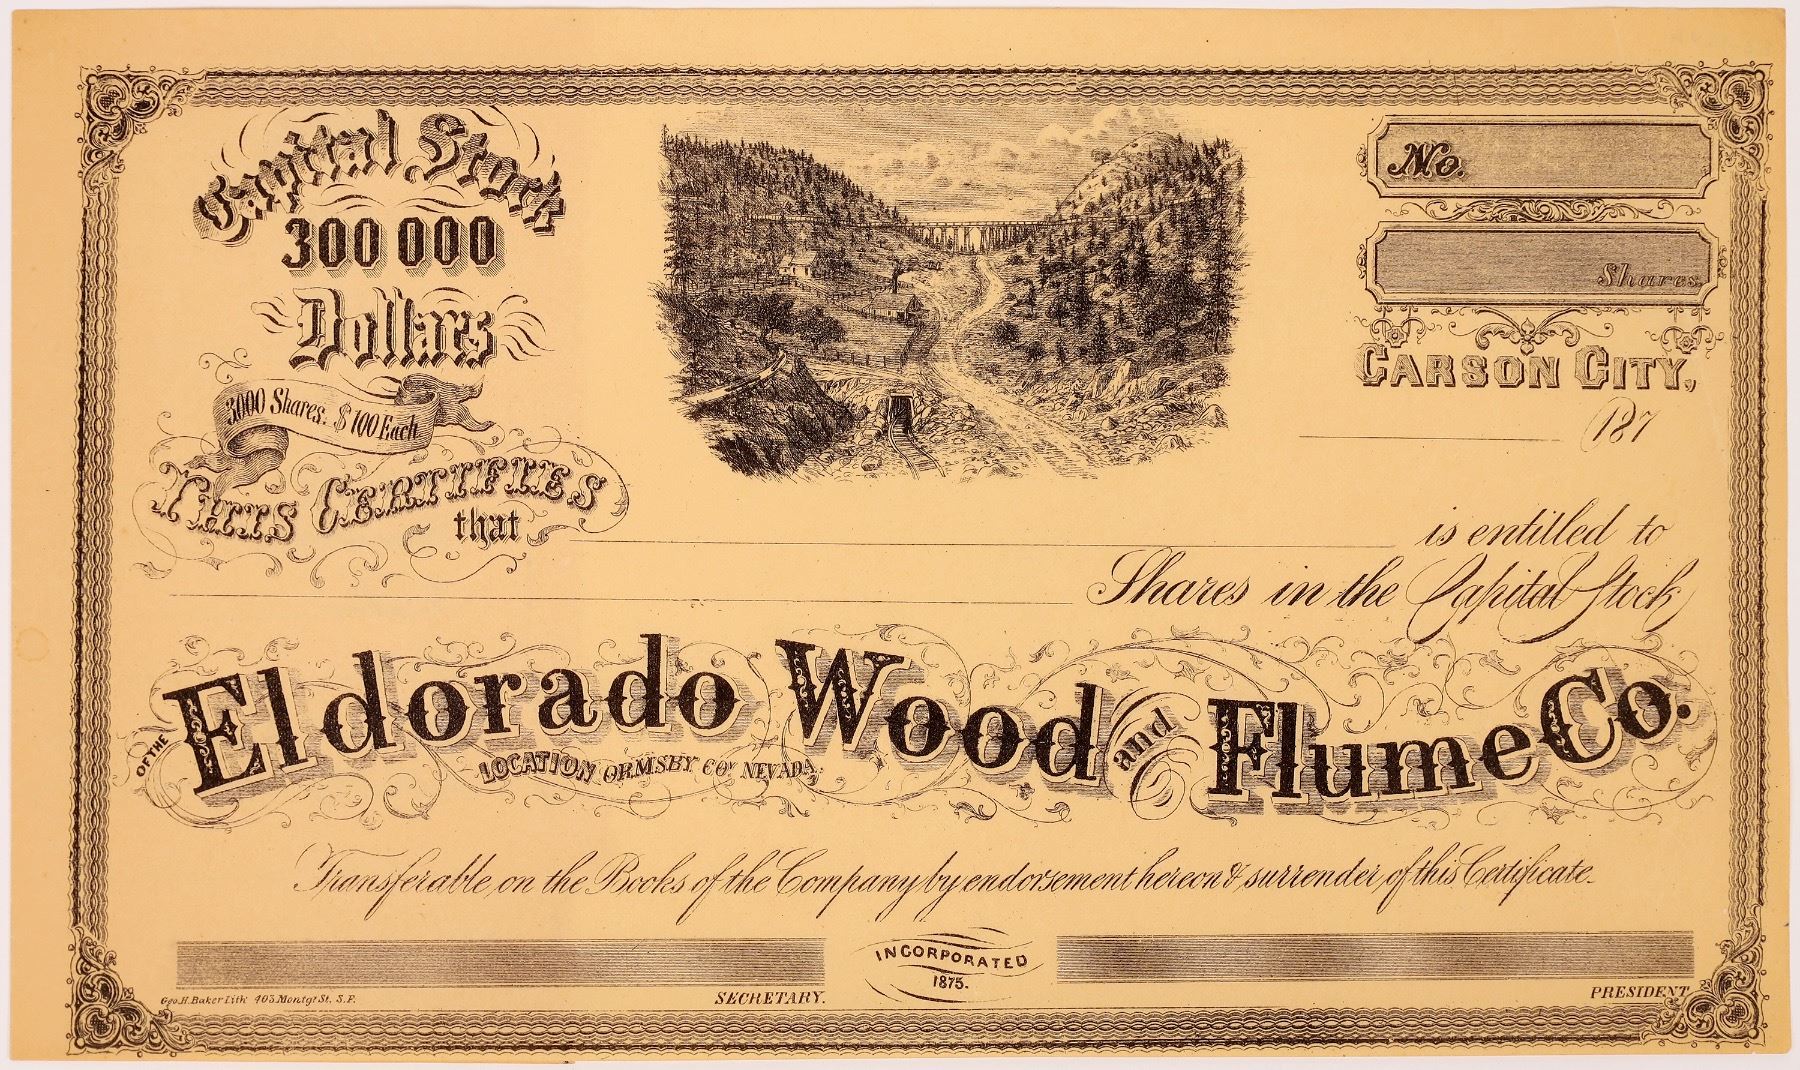 Capital Stock
300 000
Dollars
3000 Shares. $100 Each
No.
Shares
CARSON CITY,
187
THIS CERTIFIES
that
is entitled to
Shares in the Capital Stock
OF THE
Eldorado Wood and Flume Co.
LOCATION ORMSBY COY NEVADA,
Transferable on the Books of the Company by endorsement hereon & surrender of this Certificate.
INCORPORATED
1875.
Geo. H. Baker Lith 403 Montgy St. S.F.
SECRETARY.
PRESIDENT